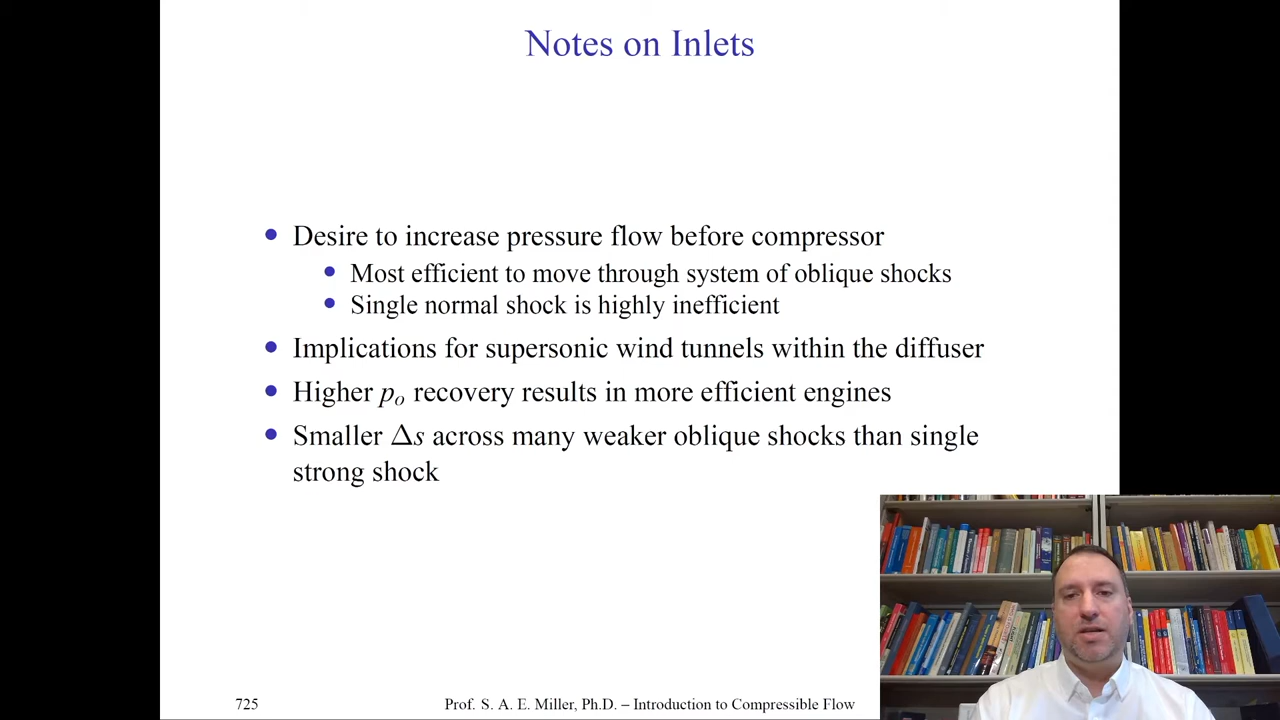 Notes on Inlets
• Desire to increase pressure flow before compressor
• Most efficient to move through system of oblique shocks
• Single normal shock is highly inefficient
• Implications for supersonic wind tunnels within the diffuser
• Higher pₒ recovery results in more efficient engines
• Smaller Δs across many weaker oblique shocks than single
strong shock
725
Prof. S. A. E. Miller, Ph.D. – Introduction to Compressible Flow